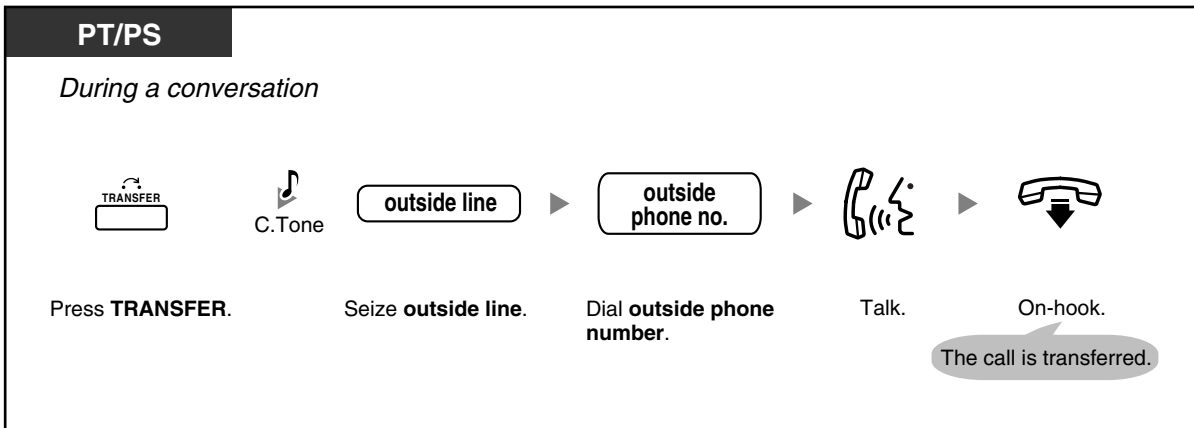 PT/PS
During a conversation
TRANSFER
C.Tone
outside line
outside
phone no.
Press TRANSFER.
Seize outside line.
Dial outside phone
number.
Talk.
On-hook.
The call is transferred.